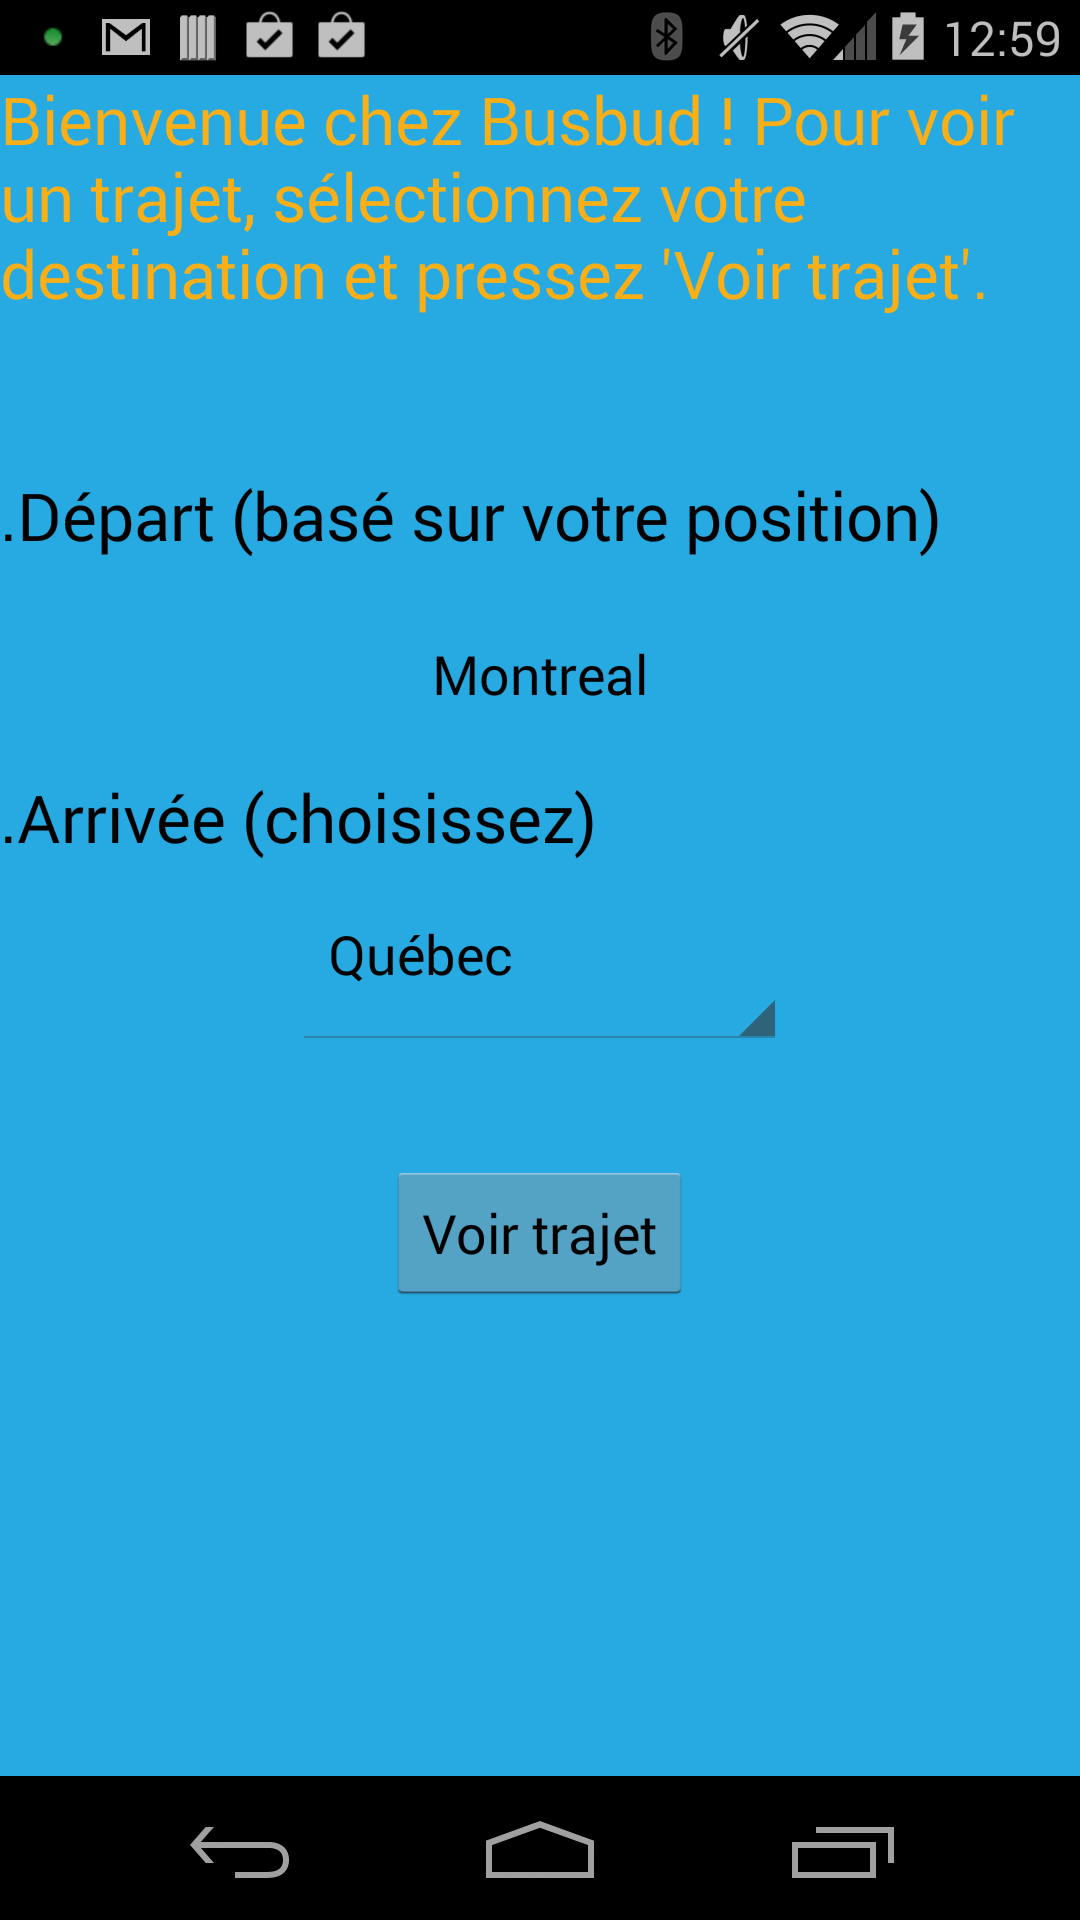 12:59
Bienvenue chez Busbud ! Pour voir
un trajet, sélectionnez votre
destination et pressez 'Voir trajet'.
.Départ (basé sur votre position)
Montreal
.Arrivée (choisissez)
Québec
Voir trajet